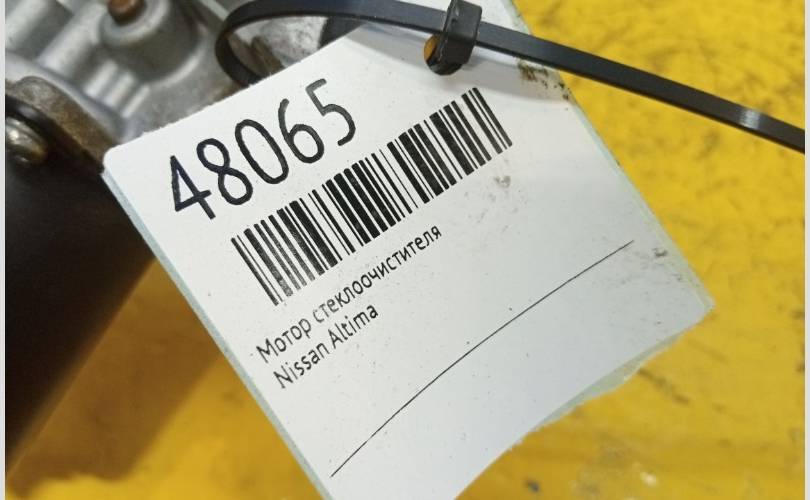 48065
Мотор стеклоочистителя
Nissan Altima